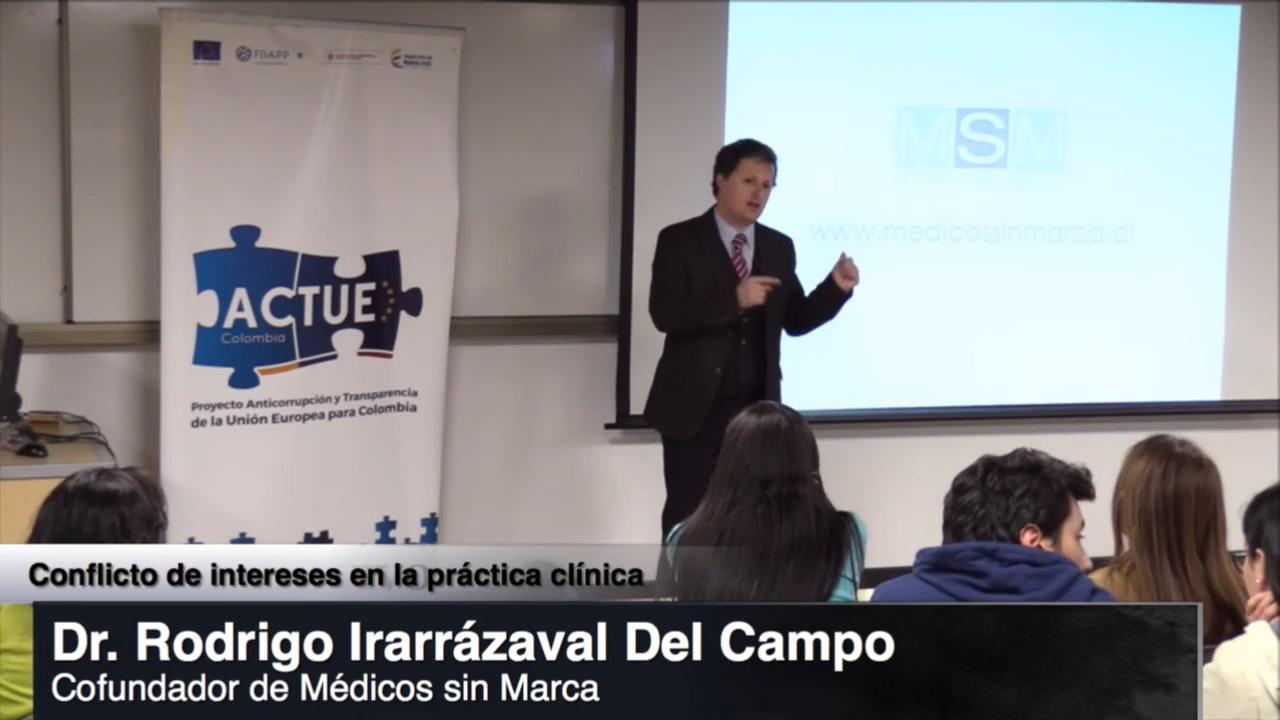 FIIAPP
MSM
www.medicossinmarca.cl
ACTUE
Colombia
Proyecto Anticorrupción y Transparencia
de la Unión Europea para Colombia
Conflicto de intereses en la práctica clínica
Dr. Rodrigo Irarrázaval Del Campo
Cofundador de Médicos sin Marca